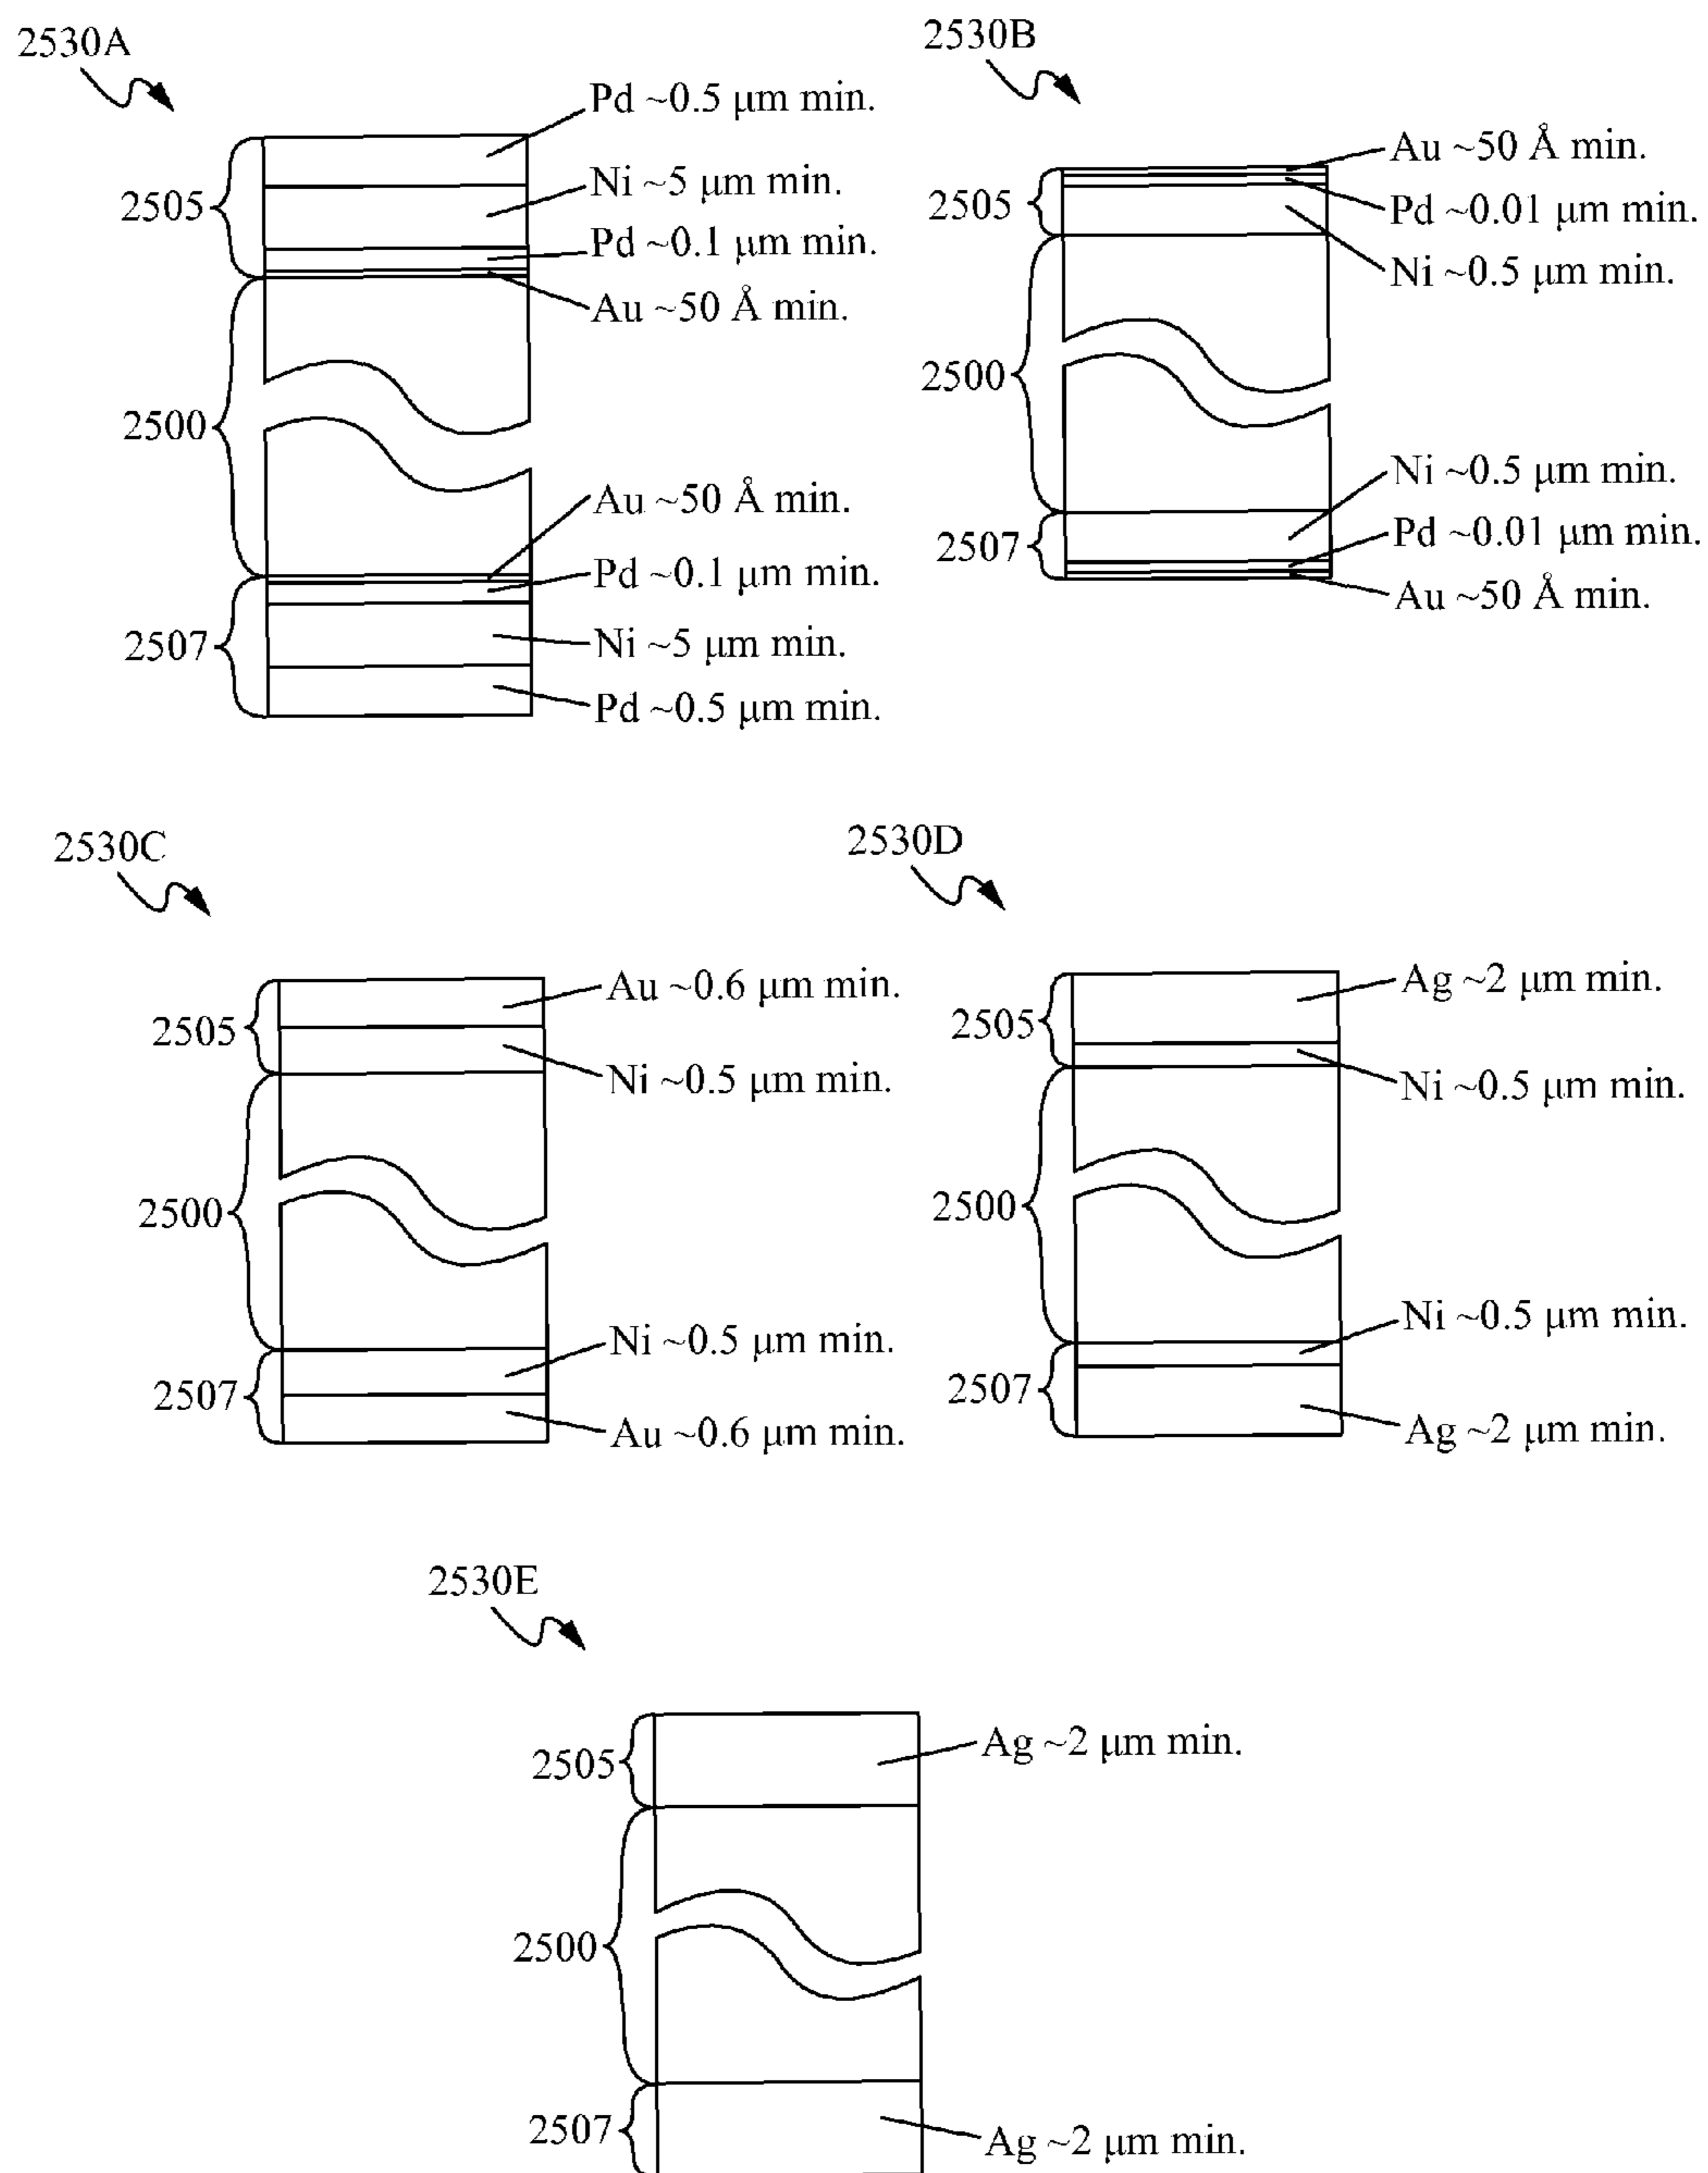 2530A
Pd ~0.5 μm min.
Ni ~5 μm min.
2505
Pd ~0.1 μm min.
Au ~50 Å min.
2500
Au ~50 Å min.
Pd ~0.1 μm min.
2507
Ni ~5 μm min.
Pd ~0.5 μm min.
2530B
Au ~50 Å min.
2505
Pd ~0.01 μm min.
Ni ~0.5 μm min.
2500
Ni ~0.5 μm min.
Pd ~0.01 μm min.
2507
Au ~50 Å min.
2530C
Au ~0.6 μm min.
2505
Ni ~0.5 μm min.
2500
Ni ~0.5 μm min.
2507
Au ~0.6 μm min.
2530D
Ag ~2 μm min.
2505
Ni ~0.5 μm min.
2500
Ni ~0.5 μm min.
2507
Ag ~2 μm min.
2530E
Ag ~2 μm min.
2505
2500
2507
Ag ~2 μm min.